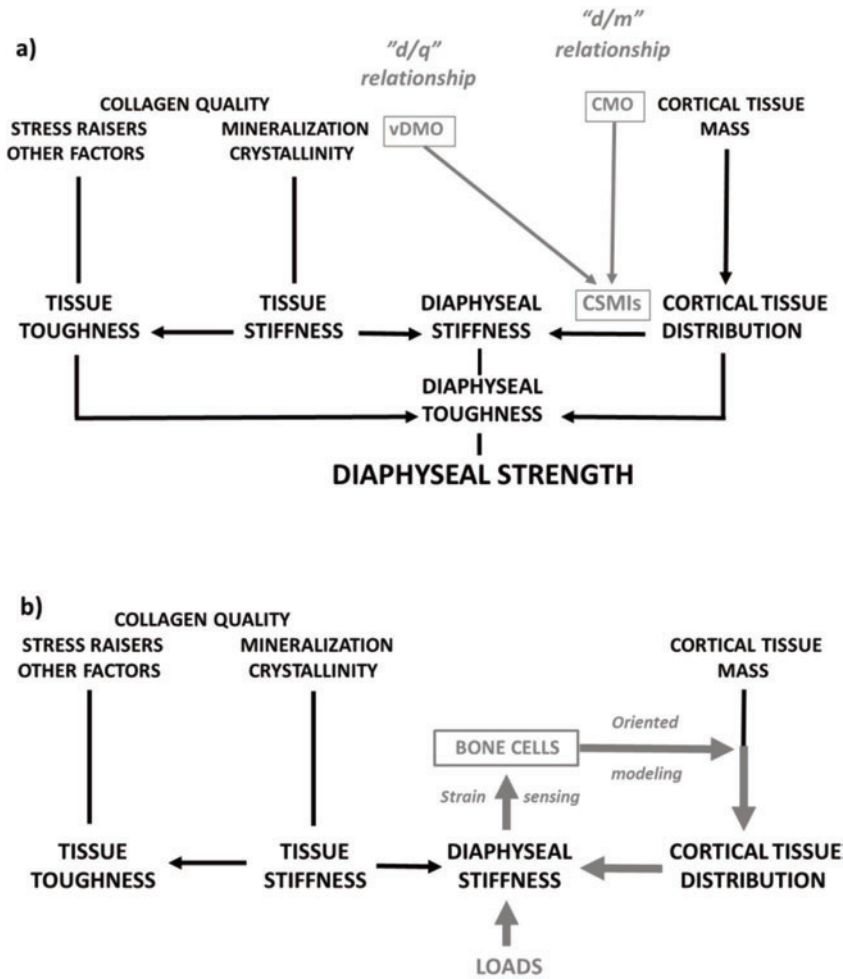 a)
"d/q"
relationship
"d/m"
relationship
COLLAGEN QUALITY
STRESS RAISERS
OTHER FACTORS
MINERALIZATION
CRYSTALLINITY
vDMO
CMO
CORTICAL TISSUE
MASS
TISSUE
TOUGHNESS
TISSUE
STIFFNESS
DIAPHYSEAL
STIFFNESS
CSMIs
CORTICAL TISSUE
DISTRIBUTION
DIAPHYSEAL
TOUGHNESS
DIAPHYSEAL STRENGTH
b)
COLLAGEN QUALITY
STRESS RAISERS
OTHER FACTORS
MINERALIZATION
CRYSTALLINITY
CORTICAL TISSUE
MASS
BONE CELLS
Oriented
modeling
Strain sensing
TISSUE
TOUGHNESS
TISSUE
STIFFNESS
DIAPHYSEAL
STIFFNESS
CORTICAL TISSUE
DISTRIBUTION
LOADS